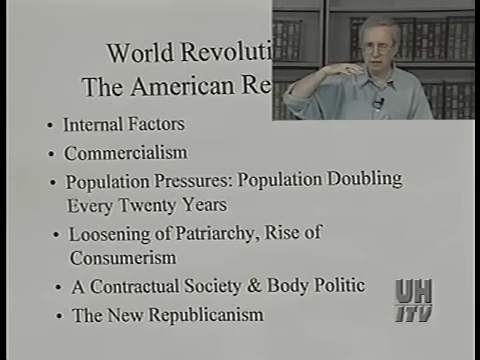 World Revoluti
The American Re
• Internal Factors
• Commercialism
• Population Pressures: Population Doubling
Every Twenty Years
• Loosening of Patriarchy, Rise of
Consumerism
• A Contractual Society & Body Politic
• The New Republicanism
UH
ITV